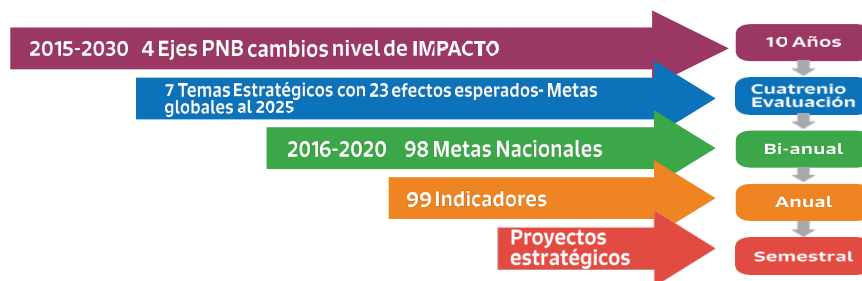 2015-2030 4 Ejes PNB cambios nivel de IMPACTO
10 Años
7 Temas Estratégicos con 23 efectos esperados- Metas
globales al 2025
Cuatrenio
Evaluación
2016-2020 98 Metas Nacionales
Bi-anual
99 Indicadores
Anual
Proyectos
estratégicos
Semestral